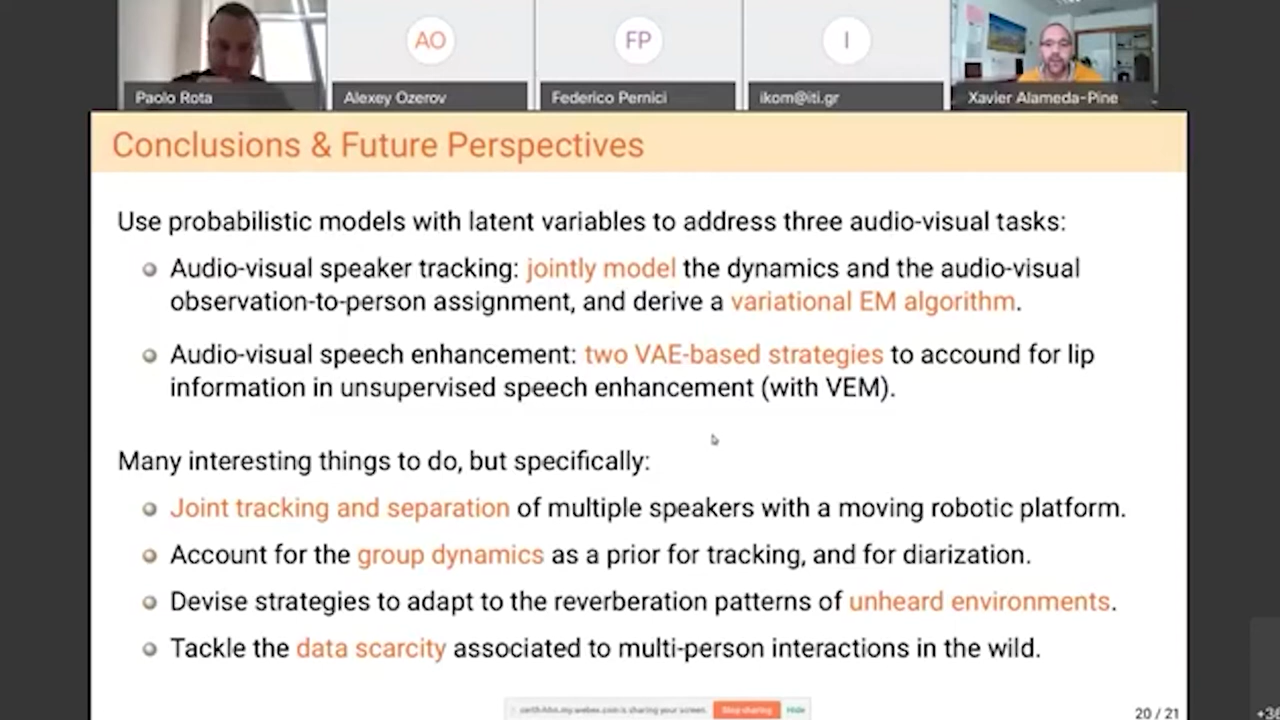 AO
FP
I
Paolo Rota
Alexey Ozerov
Federico Pernici
ikom@iti.gr
Xavier Alameda-Pine
Conclusions & Future Perspectives
Use probabilistic models with latent variables to address three audio-visual tasks:
Audio-visual speaker tracking: jointly model the dynamics and the audio-visual
observation-to-person assignment, and derive a variational EM algorithm.
Audio-visual speech enhancement: two VAE-based strategies to account for lip
information in unsupervised speech enhancement (with VEM).
Many interesting things to do, but specifically:
Joint tracking and separation of multiple speakers with a moving robotic platform.
Account for the group dynamics as a prior for tracking, and for diarization.
Devise strategies to adapt to the reverberation patterns of unheard environments.
Tackle the data scarcity associated to multi-person interactions in the wild.
is sharing your screen.
Stop sharing
Hide
20 / 21